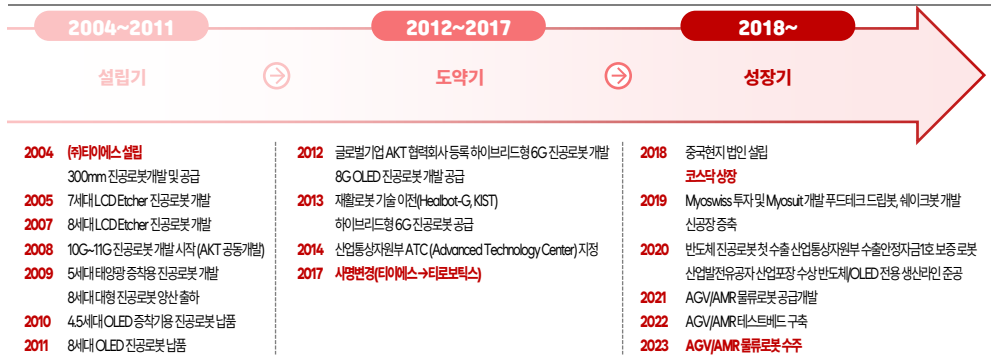 2004~2011
2012~2017
2018~
설립기
도약기
성장기
2004 ㈜티이에스 설립
300mm 진공로봇개발 및 공급
2005 7세대 LCD Etcher 진공로봇 개발
2007 8세대 LCD Etcher 진공로봇 개발
2008 10G~11G 진공로봇 개발 시작 (AKT 공동개발)
2009 5세대 태양광 증착용 진공로봇 개발
8세대 대형 진공로봇 양산 출하
2010 4.5세대 OLED 증착기용 진공로봇 납품
2011 8세대 OLED 진공로봇 납품
2012 글로벌기업 AKT 협력회사 등록 하이브리드형 6G 진공로봇 개발
8G OLED 진공로봇 개발 공급
2013 재활로봇 기술 이전(Healbot-G, KIST)
하이브리드형 6G 진공로봇 공급
2014 산업통상자원부 ATC (Advanced Technology Center) 지정
2017 사명변경(티이에스→티로보틱스)
2018 중국현지 법인 설립
코스닥 상장
2019 Myoswiss 투자 및 Myosuit 개발 푸드테크 드립봇, 쉐이크봇 개발
신공장 증축
2020 반도체 진공로봇 첫 수출 산업통상자원부 수출안정자금1호 보증 로봇
산업발전유공자 산업포장 수상 반도체/OLED 전용 생산라인 준공
2021 AGV/AMR 물류로봇 공급개발
2022 AGV/AMR 테스트베드 구축
2023 AGV/AMR 물류로봇 수주